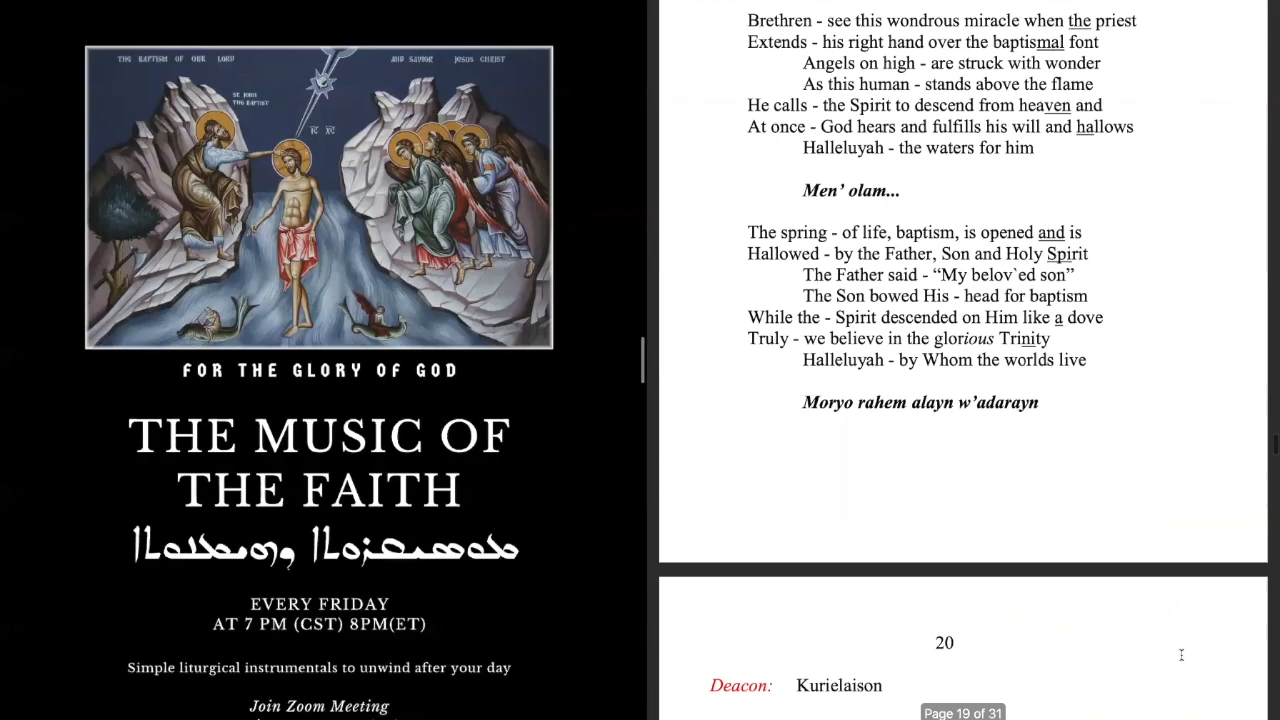 THE BAPTISM OF OUR LORD
AND SAVIOR JESUS CHRIST
ST JOHN
THE BAPTIST
IC XC
FOR THE GLORY OF GOD
THE MUSIC OF
THE FAITH
ܡܘܣܝܩܪܘܬܐ ܕܗܝܡܢܘܬܐ
EVERY FRIDAY
AT 7 PM (CST) 8PM(ET)
Simple liturgical instrumentals to unwind after your day
Join Zoom Meeting
Brethren - see this wondrous miracle when the priest
Extends - his right hand over the baptismal font
Angels on high - are struck with wonder
As this human - stands above the flame
He calls - the Spirit to descend from heaven and
At once - God hears and fulfills his will and hallows
Halleluyah - the waters for him
Men’ olam...
The spring - of life, baptism, is opened and is
Hallowed - by the Father, Son and Holy Spirit
The Father said - “My belov`ed son”
The Son bowed His - head for baptism
While the - Spirit descended on Him like a dove
Truly - we believe in the glorious Trinity
Halleluyah - by Whom the worlds live
Moryo rahem alayn w’adarayn
20
Deacon: Kurielaison
Page 19 of 31